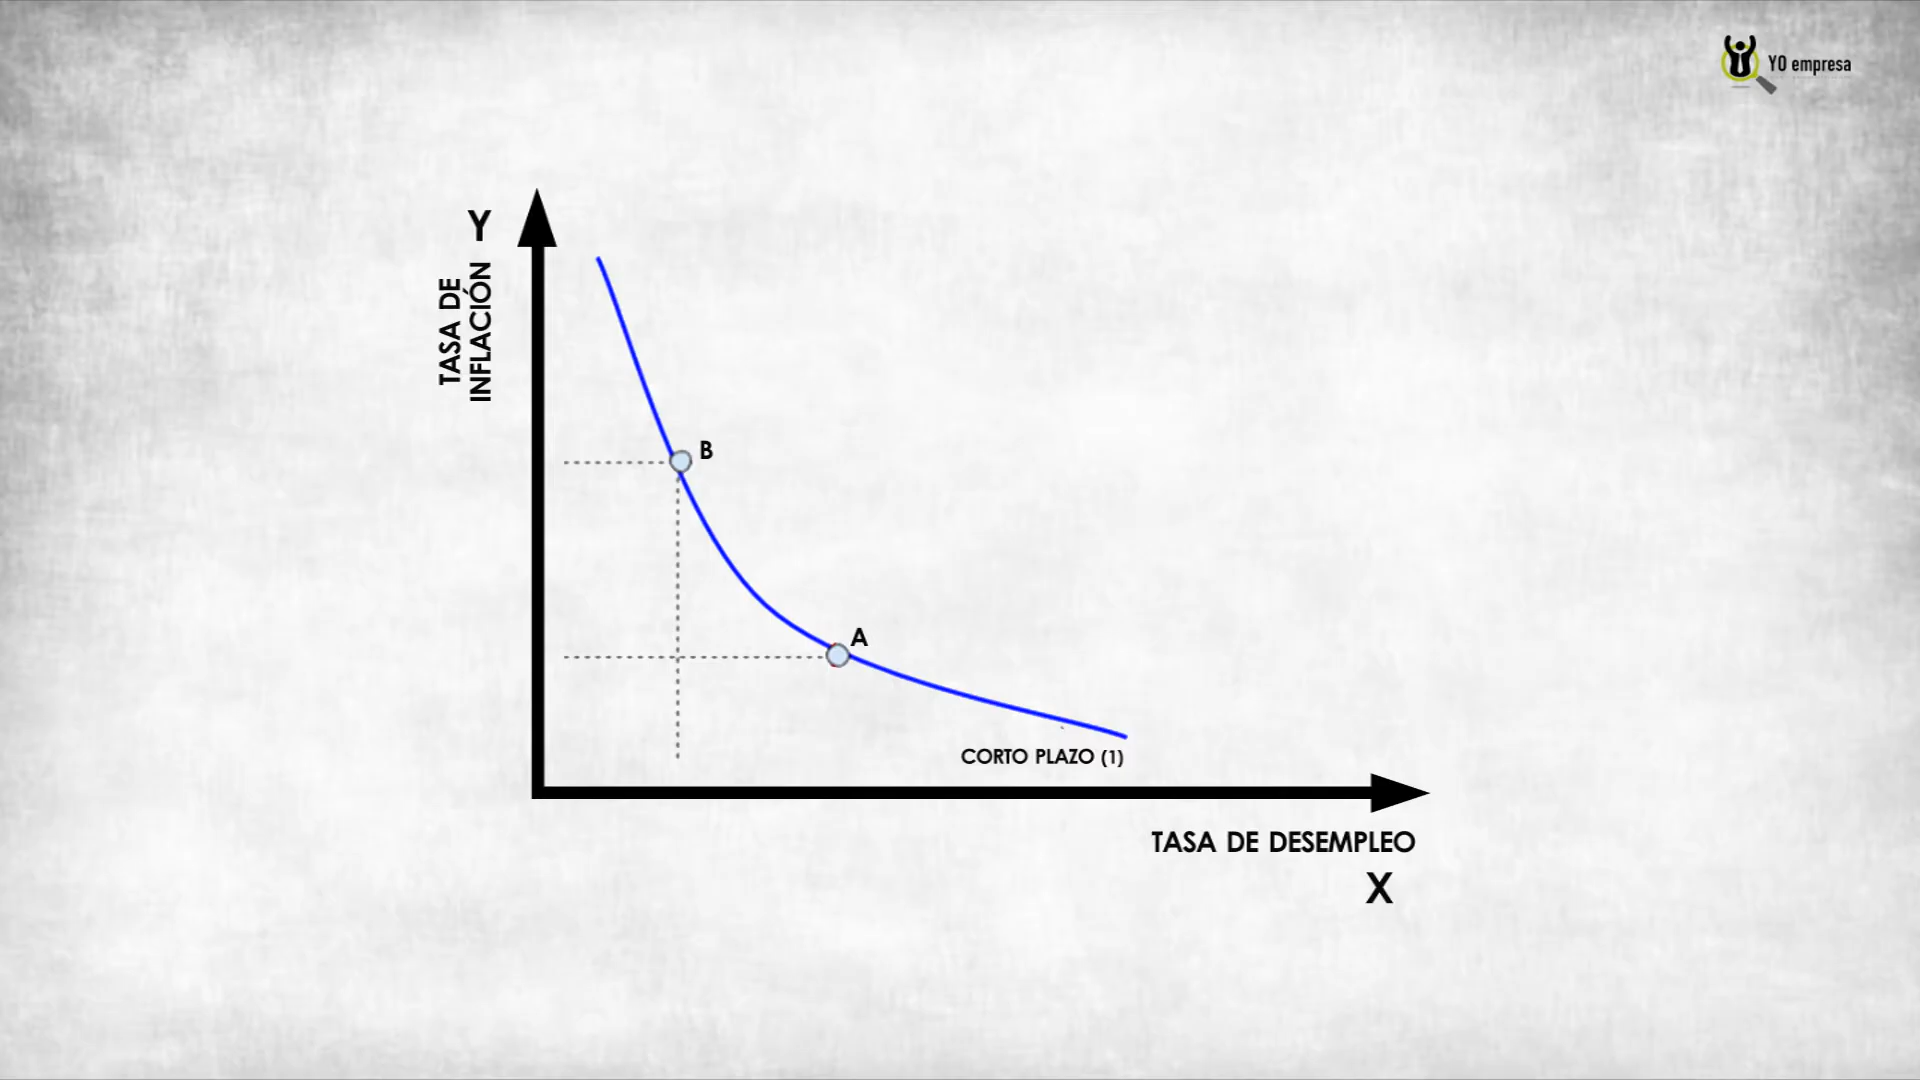 YO empresa
Y
TASA DE
INFLACIÓN
B
A
CORTO PLAZO (1)
TASA DE DESEMPLEO
X